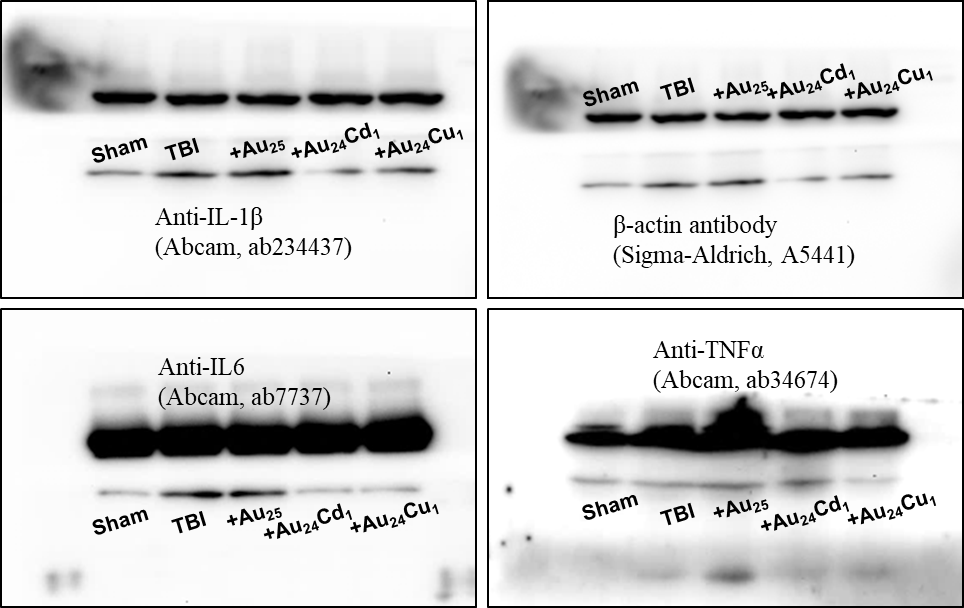 Sham TBI +Au₂₅ +Au₂₄Cd₁ +Au₂₄Cu₁
Anti-IL-1β
(Abcam, ab234437)
Sham TBI +Au₂₅ +Au₂₄Cd₁ +Au₂₄Cu₁
β-actin antibody
(Sigma-Aldrich, A5441)
Anti-IL6
(Abcam, ab7737)
Sham TBI +Au₂₅ +Au₂₄Cd₁ +Au₂₄Cu₁
Anti-TNFα
(Abcam, ab34674)
Sham TBI +Au₂₅ +Au₂₄Cd₁ +Au₂₄Cu₁